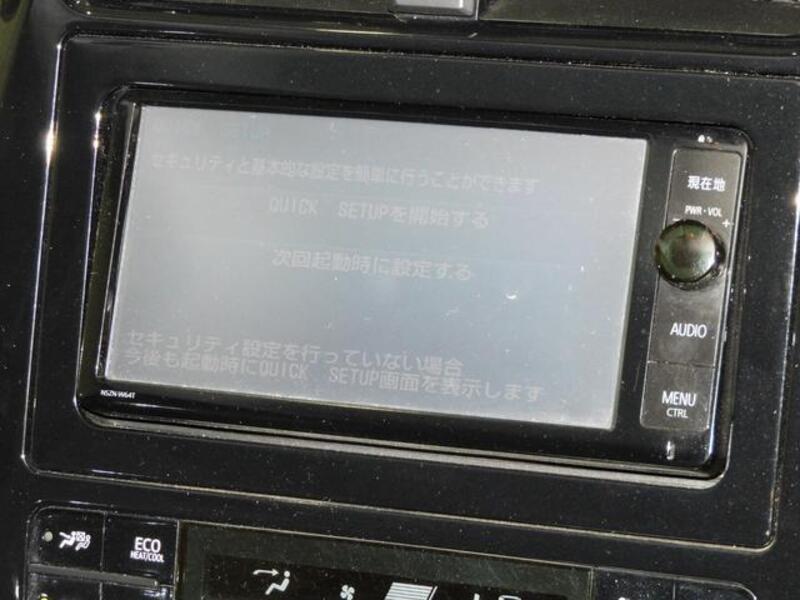 QUICK SETUP
セキュリティと基本的な設定を簡単に行うことができます
QUICK SETUPを開始する
次回起動時に設定する
セキュリティ設定を行っていない場合
今後も起動時にQUICK SETUP画面を表示します
NSZN-W64T
現在地
PWR・VOL
- +
AUDIO
MENU
CTRL
ECO
HEAT/COOL